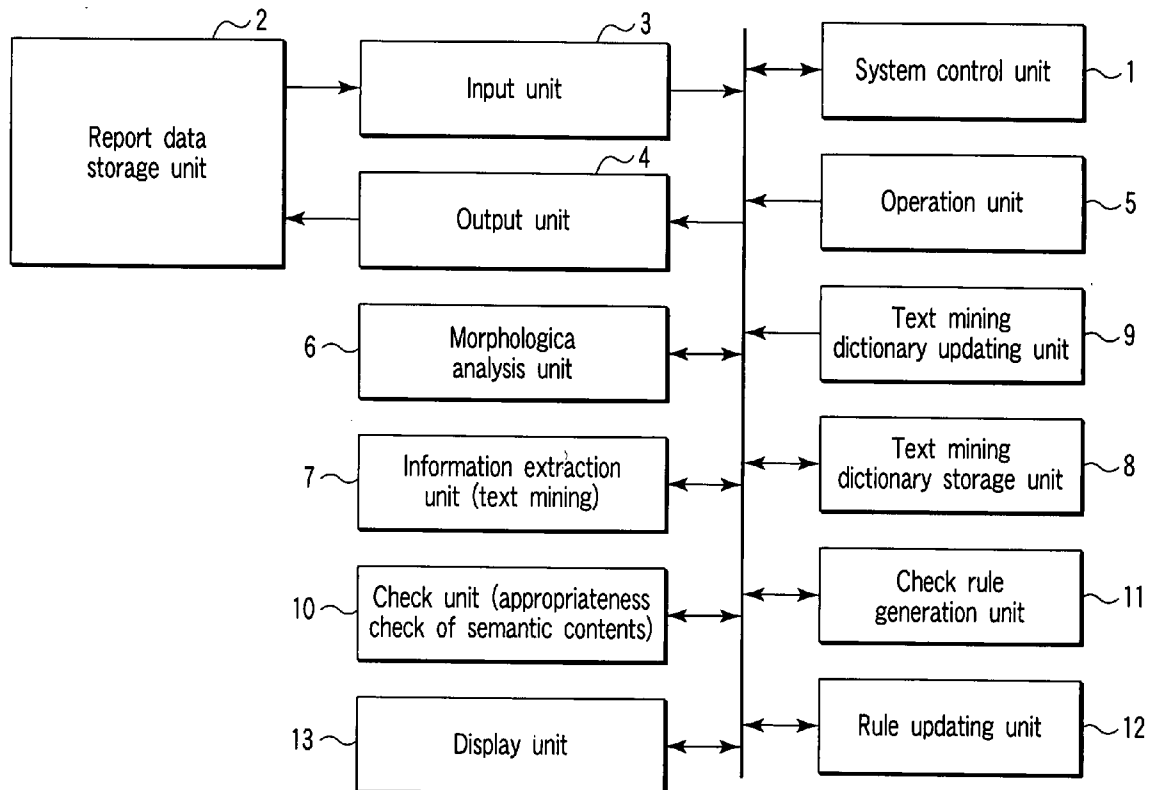 2
3
Report data
storage unit
Input unit
System control unit
1
4
Output unit
Operation unit
5
6
Morphologica
analysis unit
Text mining
dictionary updating unit
9
7
Information extraction
unit (text mining)
Text mining
dictionary storage unit
8
10
Check unit (appropriateness
check of semantic contents)
Check rule
generation unit
11
13
Display unit
Rule updating unit
12